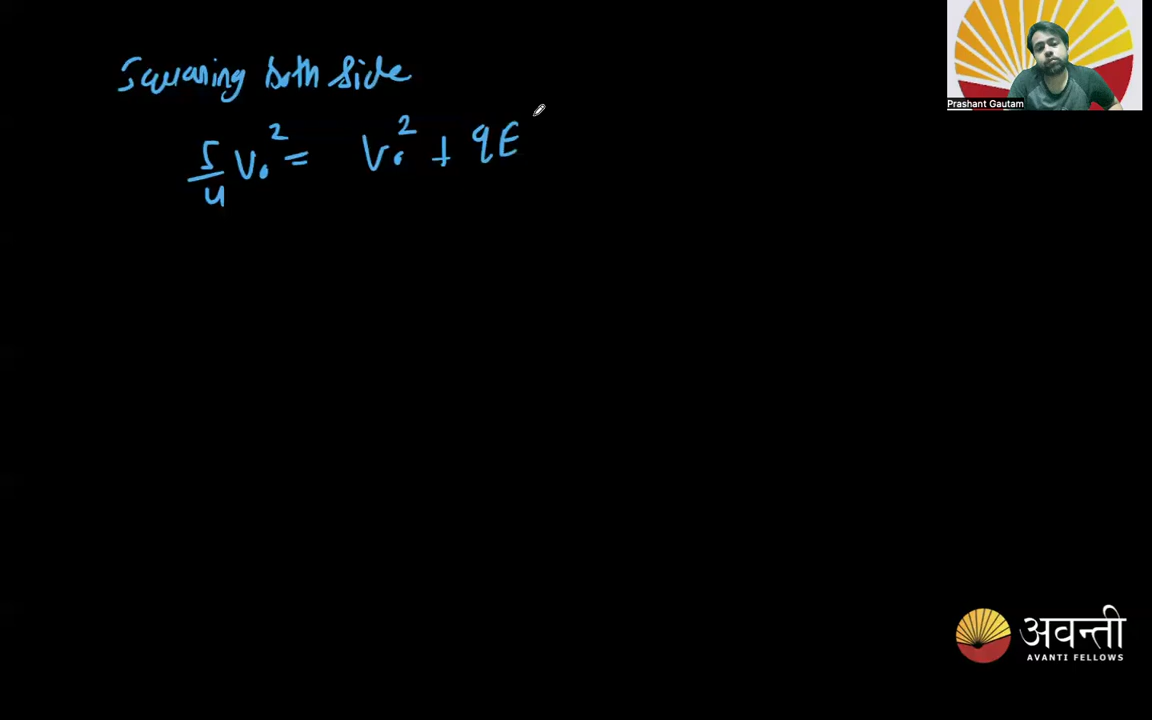 Squaring both side
5/4 V₀² = V₀² + qE
Prashant Gautam
अवन्ती
AVANTI FELLOWS